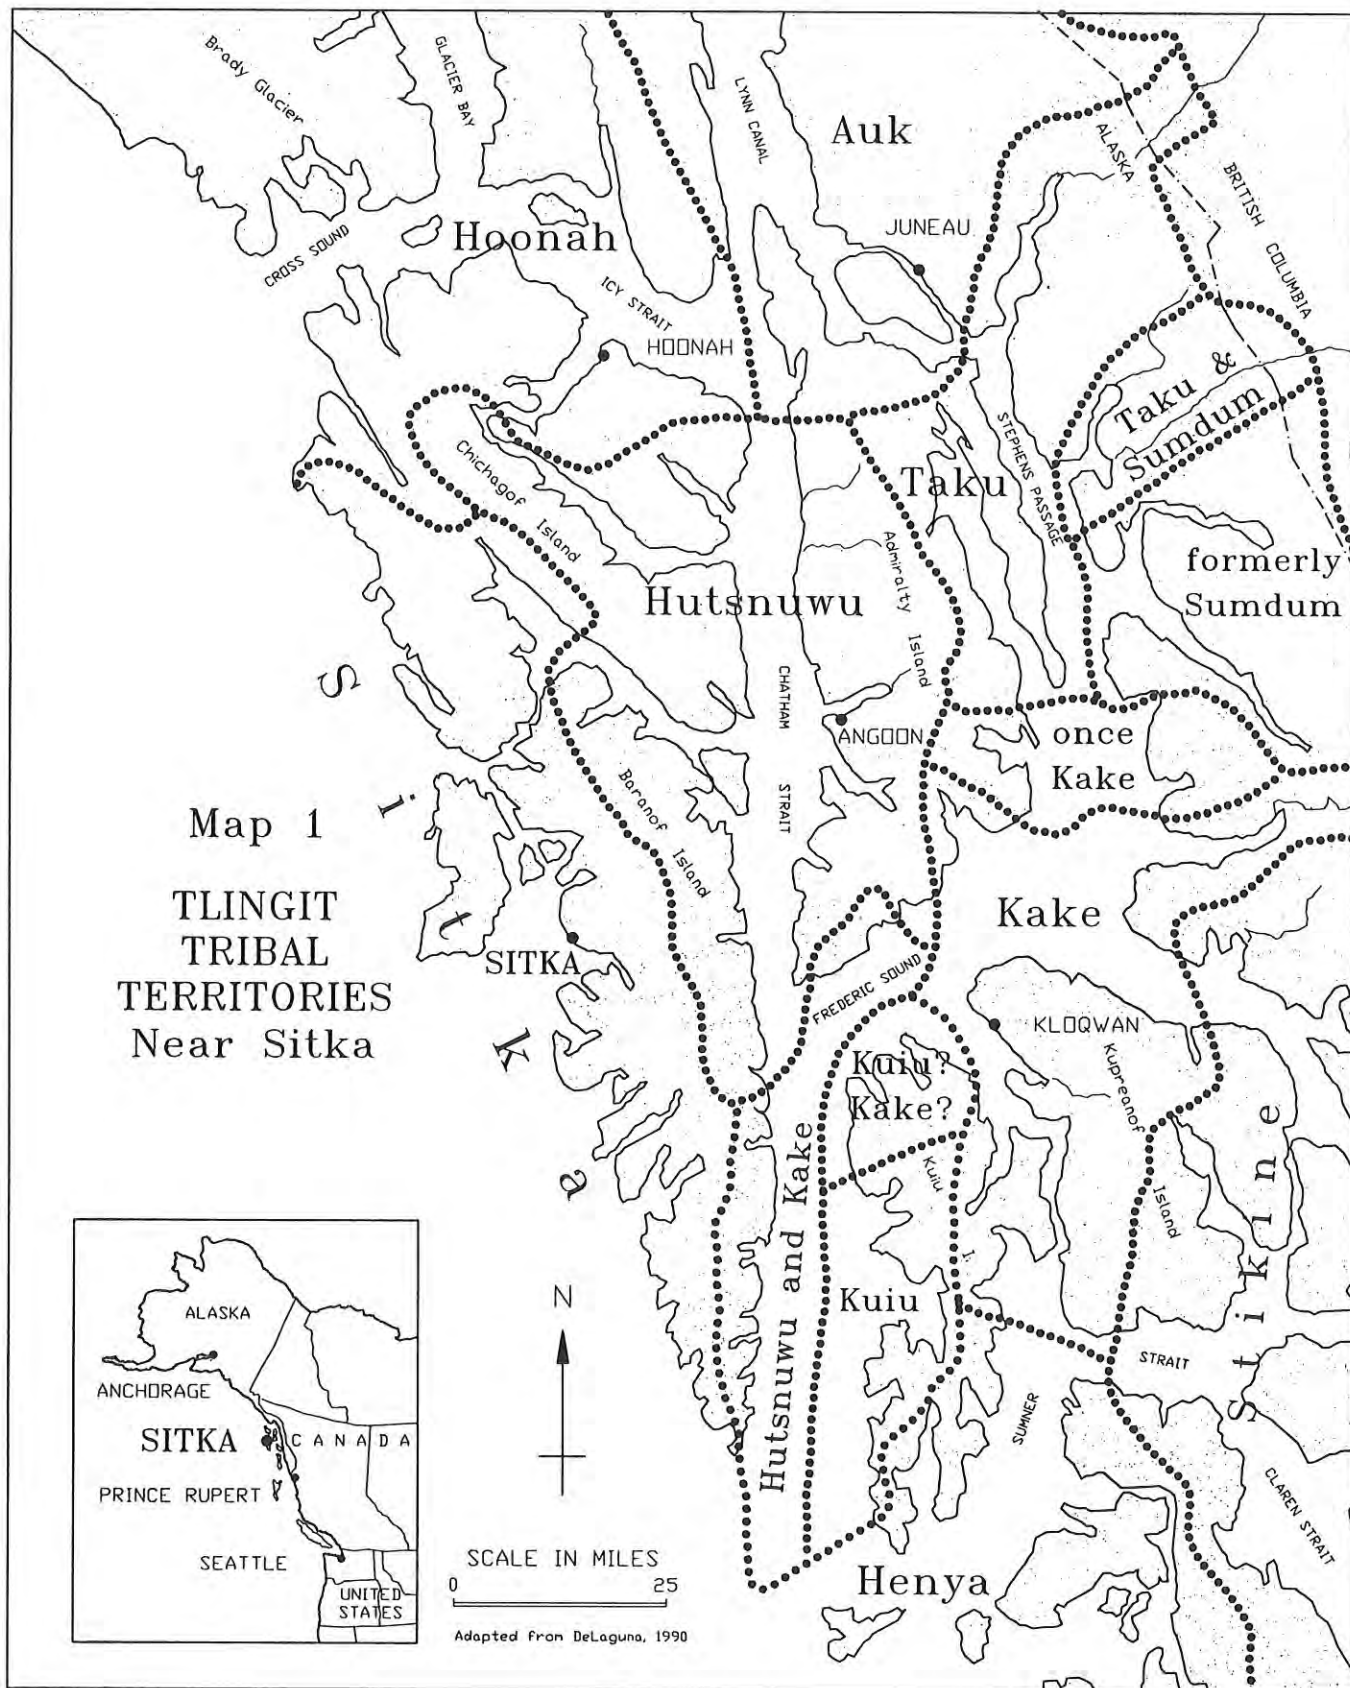 Brady Glacier
GLACIER BAY
LYNN CANAL
Auk
ALASKA
BRITISH COLUMBIA
JUNEAU
Hoonah
CROSS SOUND
ICY STRAIT
HOONAH
Taku &
Sumdum
STEPHENS PASSAGE
Taku
Chichagof Island
Admiralty Island
formerly
Sumdum
Hutsnuwu
CHATHAM STRAIT
ANGOON
once
Kake
Baranof Island
Sitka
Map 1
TLINGIT
TRIBAL
TERRITORIES
Near Sitka
SITKA
Kake
FREDERIC SOUND
KLOQWAN
Kupreanof Island
Kuiu?
Kake?
Kuiu I.
Hutsnuwu and Kake
Kuiu
Stikine
SUMNER STRAIT
CLAREN STRAIT
Henya
N
SCALE IN MILES
0 25
Adapted from DeLaguna, 1990
ALASKA
ANCHORAGE
SITKA
CANADA
PRINCE RUPERT
SEATTLE
UNITED
STATES